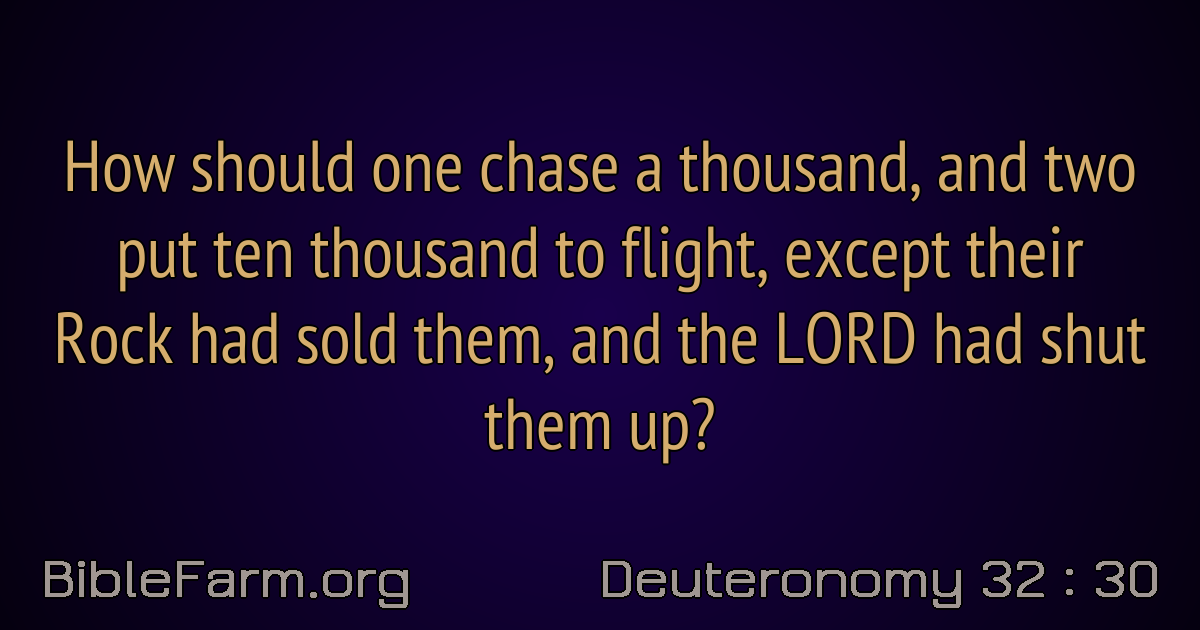 How should one chase a thousand, and two
put ten thousand to flight, except their
Rock had sold them, and the LORD had shut
them up?
BibleFarm.org
Deuteronomy 32 : 30